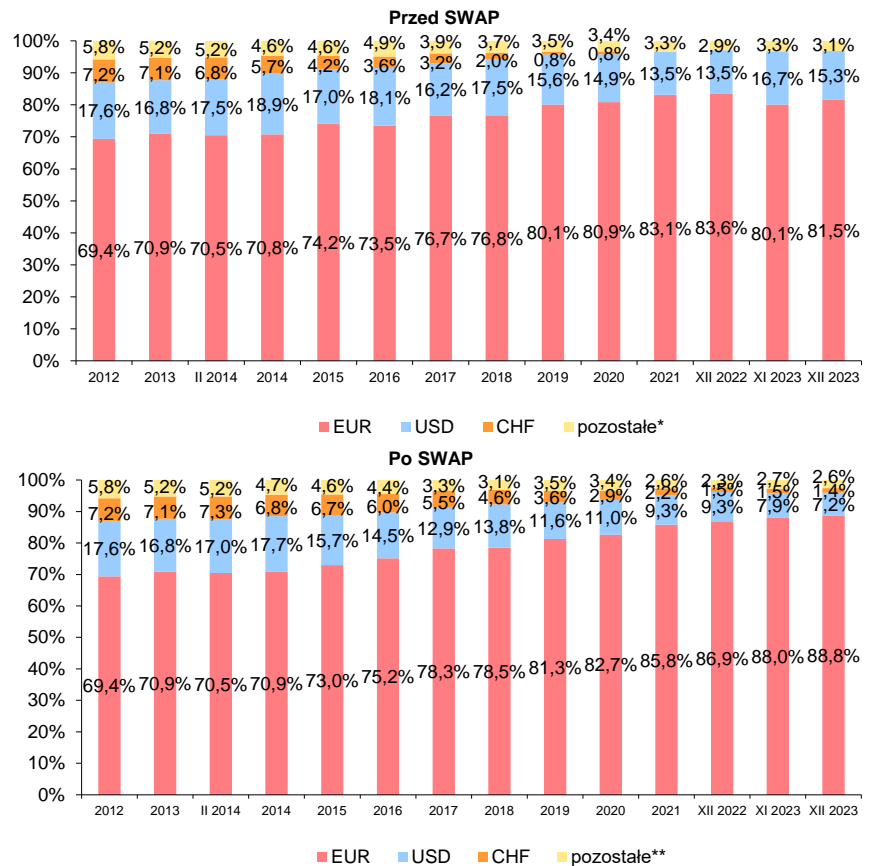 Przed SWAP
100%
90%
80%
70%
60%
50%
40%
30%
20%
10%
0%
5,8% 5,2% 5,2% 4,6% 4,6% 4,9% 3,9% 3,7% 3,5% 3,4% 3,3% 2,9% 3,3% 3,1%
7,2% 7,1% 6,8% 5,7% 4,2% 3,6% 3,2% 2,0% 0,8% 0,8%
17,6% 16,8% 17,5% 18,9% 17,0% 18,1% 16,2% 17,5% 15,6% 14,9% 13,5% 13,5% 16,7% 15,3%
69,4% 70,9% 70,5% 70,8% 74,2% 73,5% 76,7% 76,8% 80,1% 80,9% 83,1% 83,6% 80,1% 81,5%
2012 2013 II 2014 2014 2015 2016 2017 2018 2019 2020 2021 XII 2022 XI 2023 XII 2023
EUR USD CHF pozostałe*
Po SWAP
100%
90%
80%
70%
60%
50%
40%
30%
20%
10%
0%
5,8% 5,2% 5,2% 4,7% 4,6% 4,4% 3,3% 3,1% 3,5% 3,4% 2,6% 2,3% 2,7% 2,6%
7,2% 7,1% 7,3% 6,8% 6,7% 6,0% 5,5% 4,6% 3,6% 2,9% 2,2% 1,5% 1,5% 1,4%
17,6% 16,8% 17,0% 17,7% 15,7% 14,5% 12,9% 13,8% 11,6% 11,0% 9,3% 9,3% 7,9% 7,2%
69,4% 70,9% 70,5% 70,9% 73,0% 75,2% 78,3% 78,5% 81,3% 82,7% 85,8% 86,9% 88,0% 88,8%
2012 2013 II 2014 2014 2015 2016 2017 2018 2019 2020 2021 XII 2022 XI 2023 XII 2023
EUR USD CHF pozostałe**